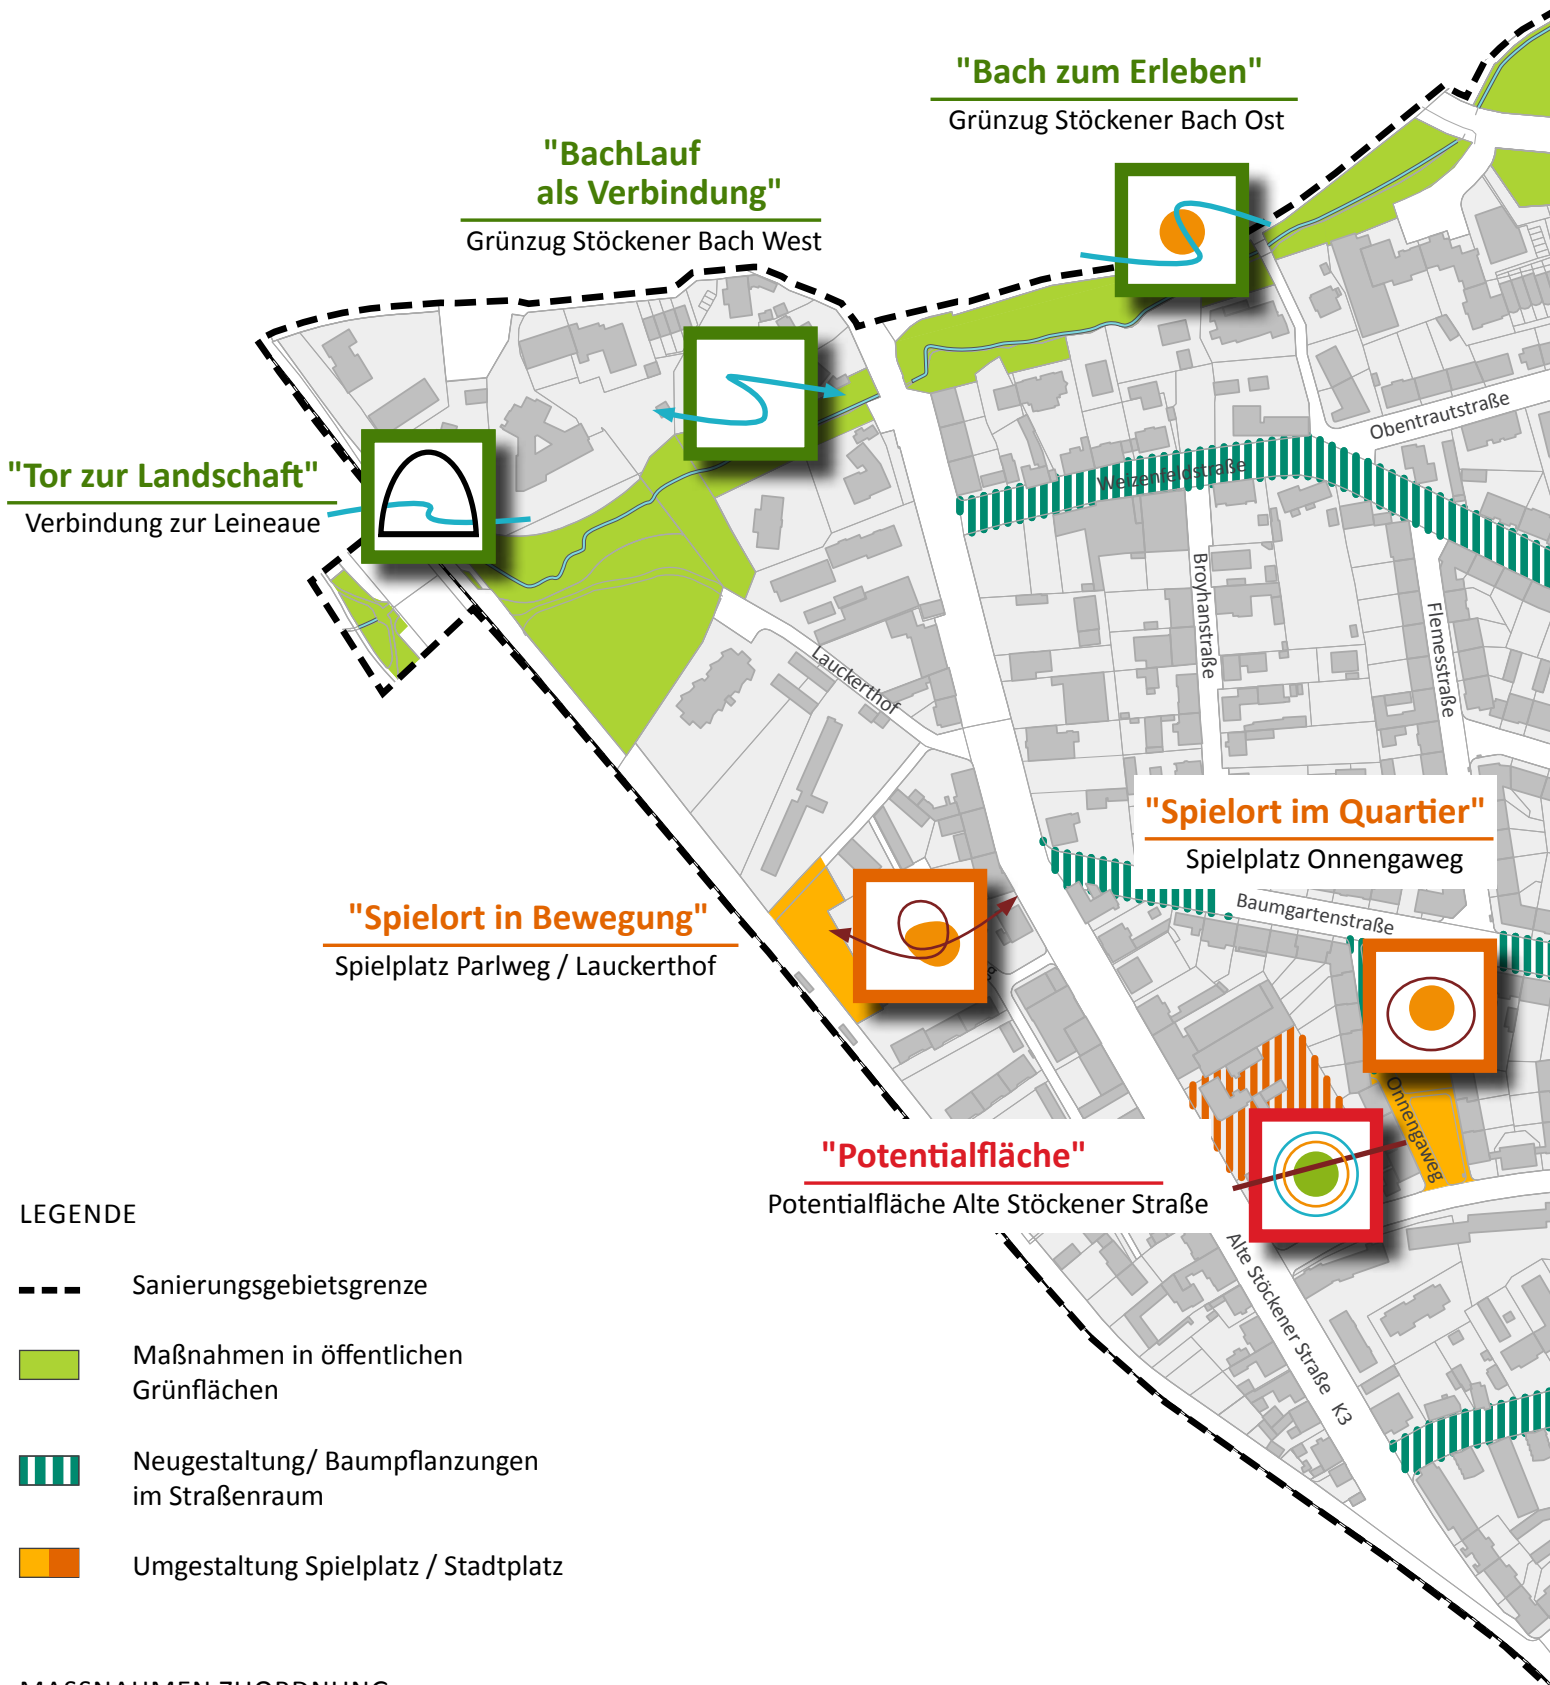 "Bach zum Erleben"
Grünzug Stöckener Bach Ost
"BachLauf
als Verbindung"
Grünzug Stöckener Bach West
"Tor zur Landschaft"
Verbindung zur Leineaue
Obentrautstraße
Weizenfeldstraße
Broyhanstraße
Flemesstraße
Lauckerthof
"Spielort im Quartier"
Spielplatz Onnengaweg
Baumgartenstraße
"Spielort in Bewegung"
Spielplatz Parlweg / Lauckerthof
Onnengaweg
"Potentialfläche"
Potentialfläche Alte Stöckener Straße
Alte Stöckener Straße K3
LEGENDE
Sanierungsgebietsgrenze
Maßnahmen in öffentlichen
Grünflächen
Neugestaltung/ Baumpflanzungen
im Straßenraum
Umgestaltung Spielplatz / Stadtplatz